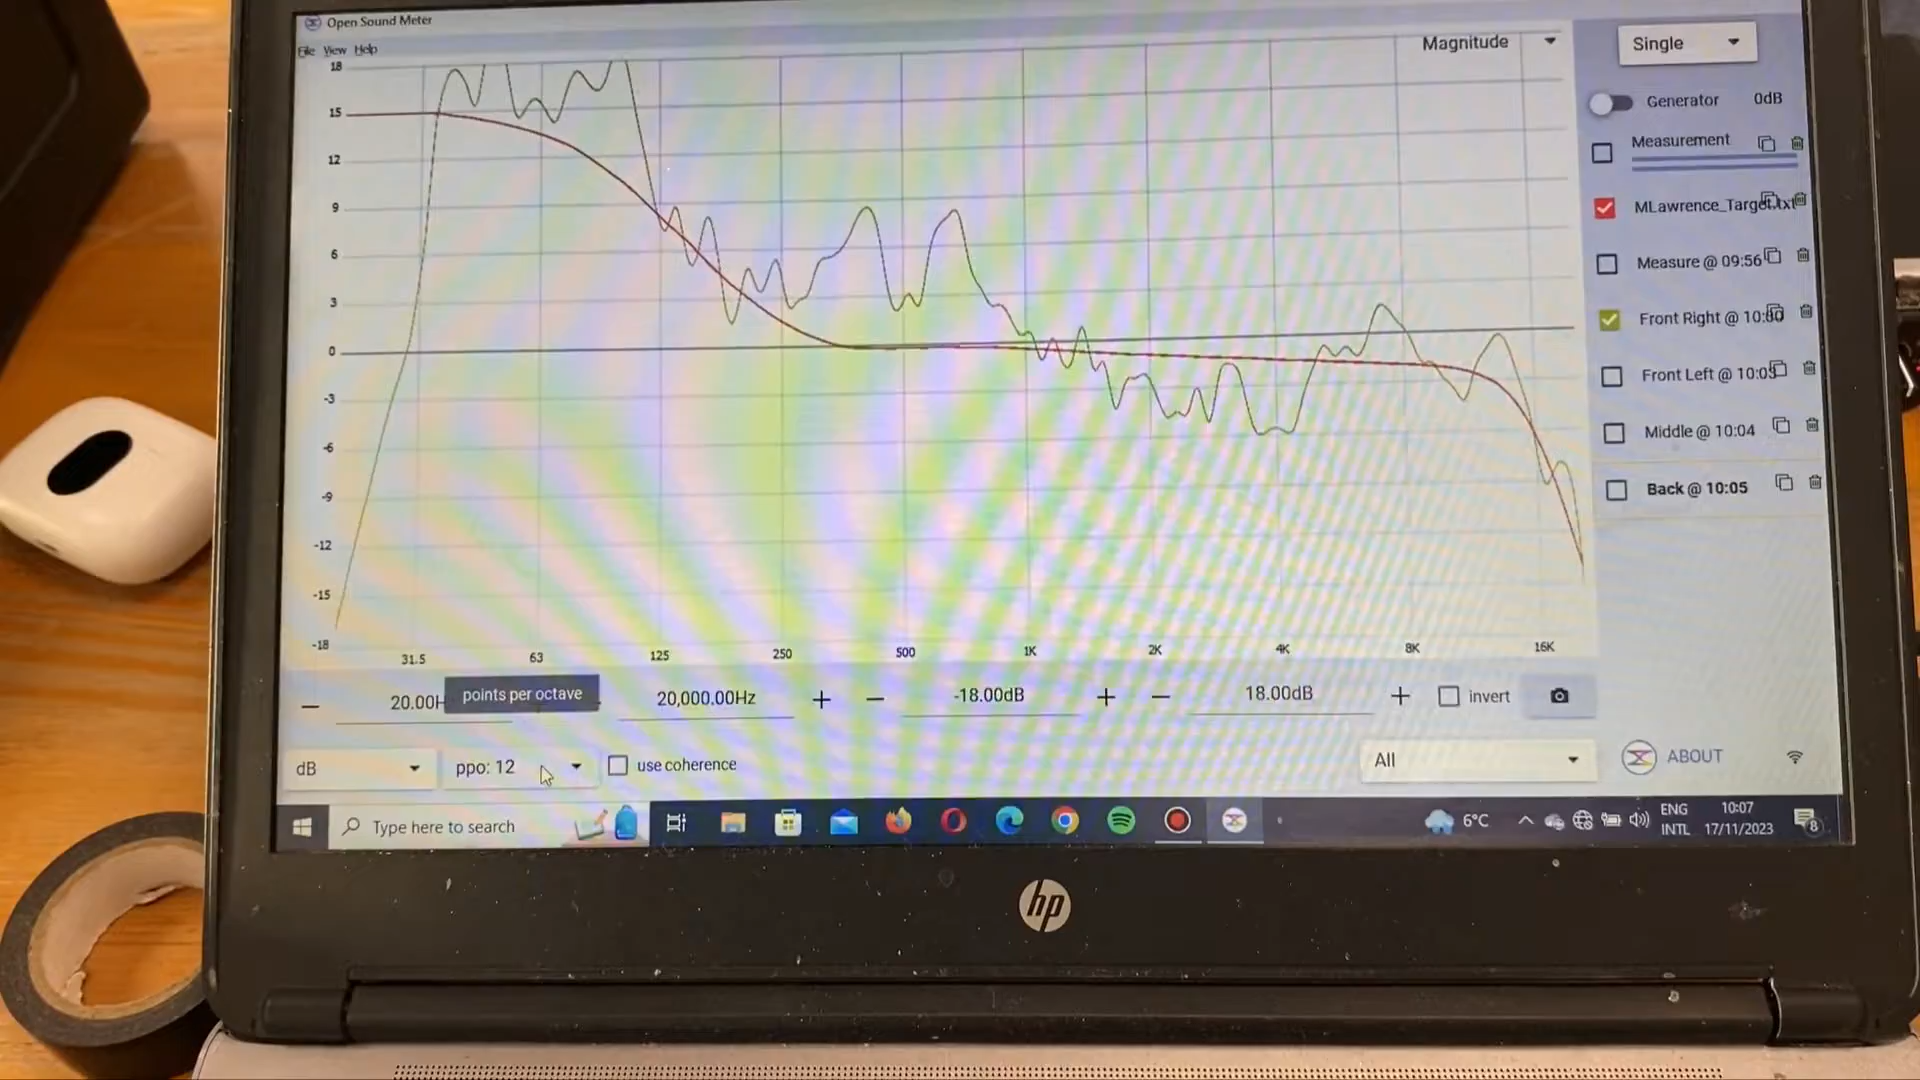 Open Sound Meter
File View Help
Magnitude
Single
18
15
12
9
6
3
0
-3
-6
-9
-12
-15
-18
31.5 63 125 250 500 1K 2K 4K 8K 16K
Generator 0dB
Measurement
MLawrence_Target.txt
Measure @ 09:56
Front Right @
Front Left @
Middle @ 10:04
Back @ 10:05
points per octave
20.00H
20,000.00Hz
-18.00dB
18.00dB
invert
dB
ppo: 12
use coherence
All
ABOUT
Type here to search
6°C
ENG
INTL
10:07
17/11/2023
8
hp